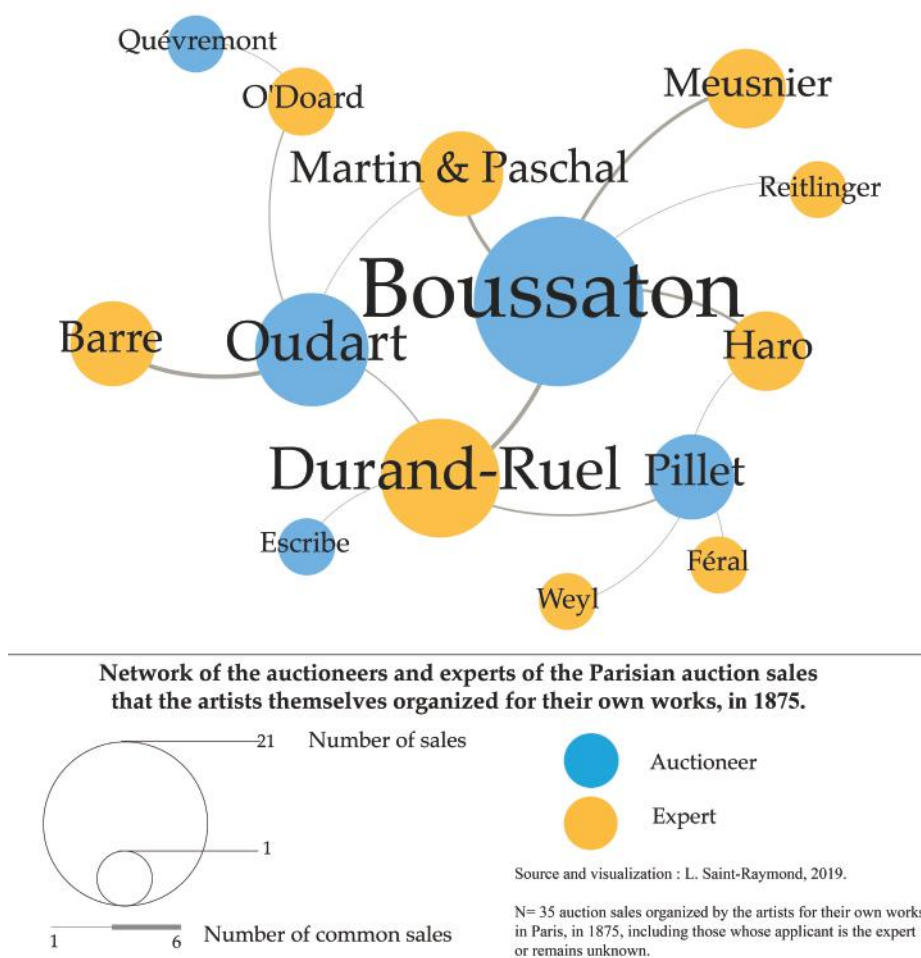 Quévremont
O'Doard
Meusnier
Martin & Paschal
Reitlinger
Boussaton
Barre
Oudart
Haro
Durand-Ruel
Pillet
Escribe
Féral
Weyl
Network of the auctioneers and experts of the Parisian auction sales
that the artists themselves organized for their own works, in 1875.
21 Number of sales
1
1 6 Number of common sales
Auctioneer
Expert
Source and visualization : L. Saint-Raymond, 2019.
N= 35 auction sales organized by the artists for their own works
in Paris, in 1875, including those whose applicant is the expert
or remains unknown.